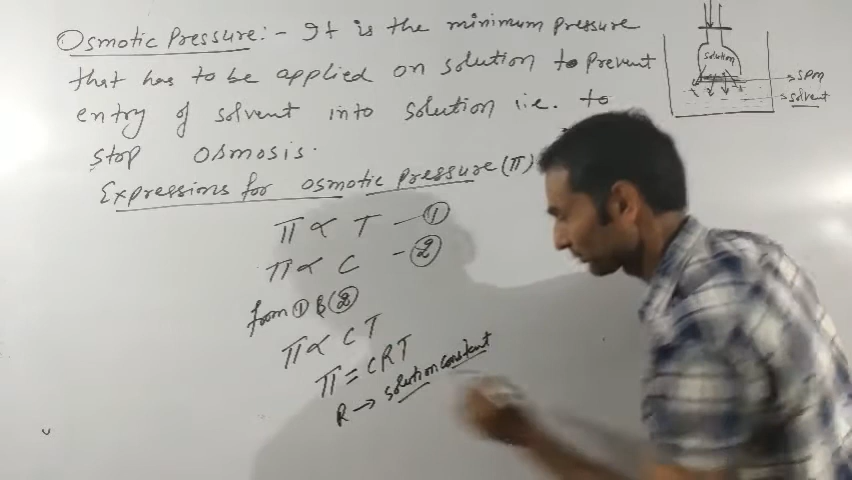 Osmotic Pressure:- It is the minimum pressure
that has to be applied on solution to prevent
entry of solvent into solution i.e. to
stop osmosis.
Expressions for osmotic pressure (π)
π ∝ T — ①
π ∝ C — ②
from ① & ②
π ∝ CT
π = CRT
R → solution constant
solution
→ SPM
→ solvent